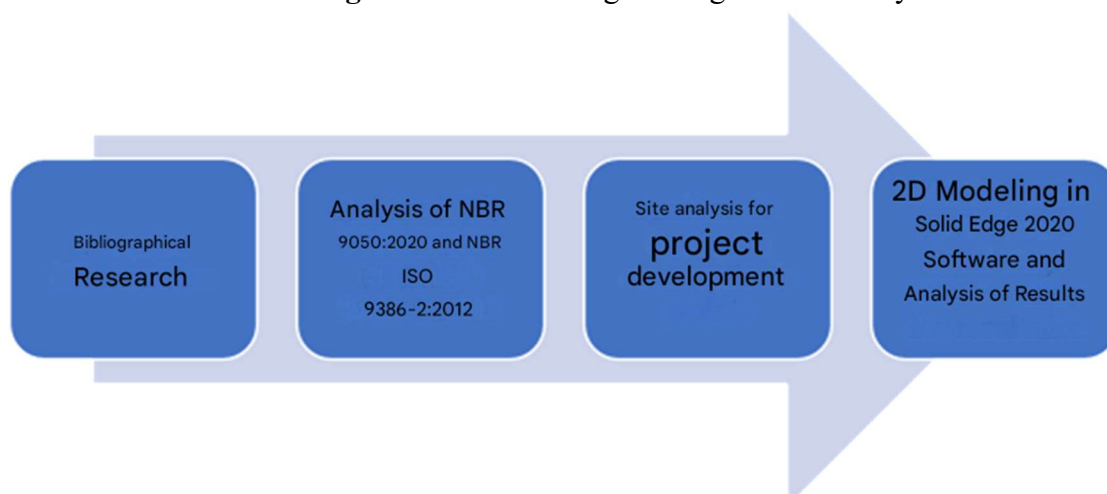 Bibliographical
Research
Analysis of NBR
9050:2020 and NBR
ISO
9386-2:2012
Site analysis for
project
development
2D Modeling in
Solid Edge 2020
Software and
Analysis of Results